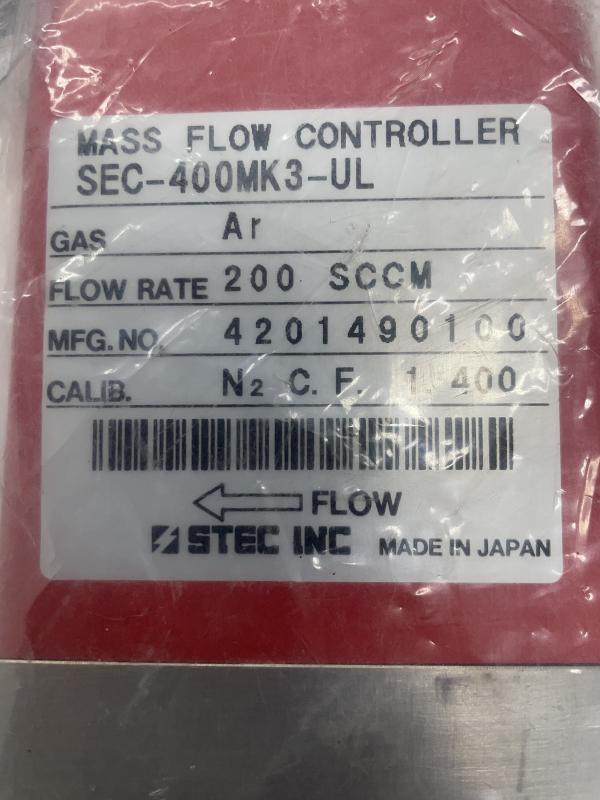 MASS FLOW CONTROLLER
SEC-400MK3-UL
GAS Ar
FLOW RATE 200 SCCM
MFG.NO. 4201490100
CALIB. N2 C.F. 1.400
FLOW
STEC INC MADE IN JAPAN